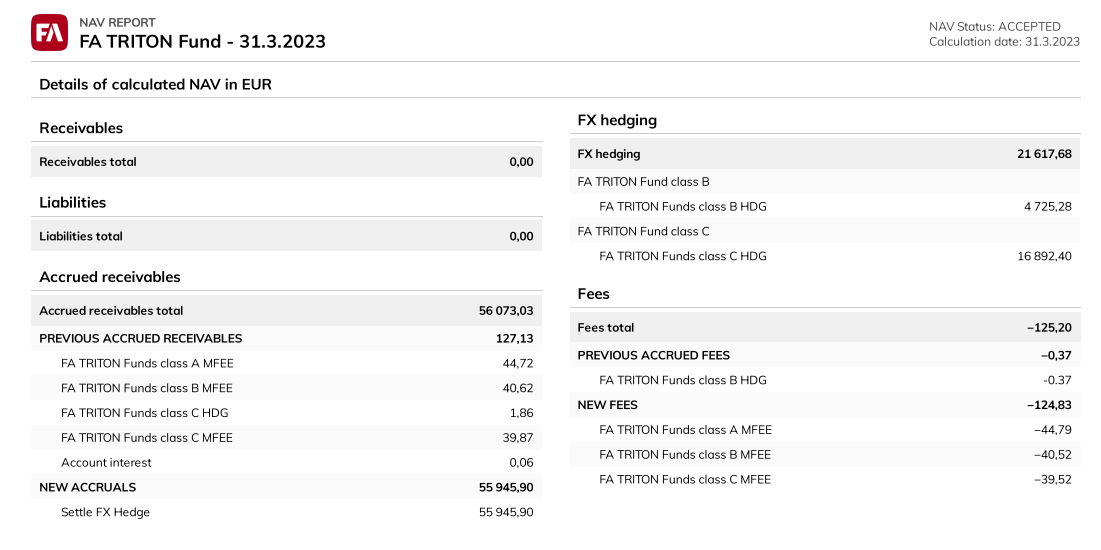 FA
NAV REPORT
FA TRITON Fund - 31.3.2023
NAV Status: ACCEPTED
Calculation date: 31.3.2023
Details of calculated NAV in EUR
Receivables
Receivables total 0,00
Liabilities
Liabilities total 0,00
Accrued receivables
Accrued receivables total 56 073,03
PREVIOUS ACCRUED RECEIVABLES 127,13
FA TRITON Funds class A MFEE 44,72
FA TRITON Funds class B MFEE 40,62
FA TRITON Funds class C HDG 1,86
FA TRITON Funds class C MFEE 39,87
Account interest 0,06
NEW ACCRUALS 55 945,90
Settle FX Hedge 55 945,90
FX hedging
FX hedging 21 617,68
FA TRITON Fund class B
FA TRITON Funds class B HDG 4 725,28
FA TRITON Fund class C
FA TRITON Funds class C HDG 16 892,40
Fees
Fees total −125,20
PREVIOUS ACCRUED FEES −0,37
FA TRITON Funds class B HDG -0.37
NEW FEES −124,83
FA TRITON Funds class A MFEE −44,79
FA TRITON Funds class B MFEE −40,52
FA TRITON Funds class C MFEE −39,52